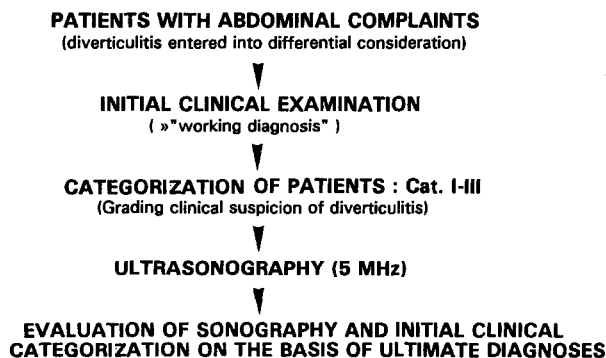 PATIENTS WITH ABDOMINAL COMPLAINTS
(diverticulitis entered into differential consideration)
INITIAL CLINICAL EXAMINATION
( »"working diagnosis" )
CATEGORIZATION OF PATIENTS : Cat. I-III
(Grading clinical suspicion of diverticulitis)
ULTRASONOGRAPHY (5 MHz)
EVALUATION OF SONOGRAPHY AND INITIAL CLINICAL
CATEGORIZATION ON THE BASIS OF ULTIMATE DIAGNOSES